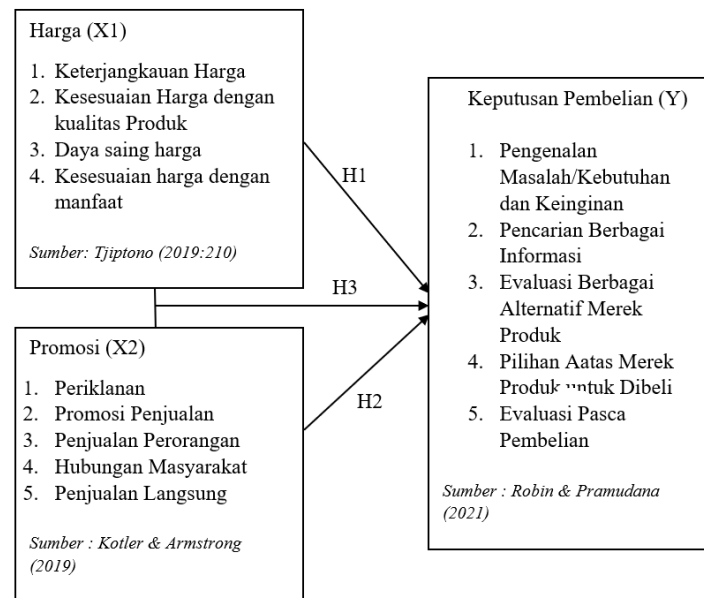 Harga (X1)
1. Keterjangkauan Harga
2. Kesesuaian Harga dengan
kualitas Produk
3. Daya saing harga
4. Kesesuaian harga dengan
manfaat
Sumber: Tjiptono (2019:210)
H1
H3
Promosi (X2)
1. Periklanan
2. Promosi Penjualan
3. Penjualan Perorangan
4. Hubungan Masyarakat
5. Penjualan Langsung
Sumber : Kotler & Armstrong
(2019)
H2
Keputusan Pembelian (Y)
1. Pengenalan
Masalah/Kebutuhan
dan Keinginan
2. Pencarian Berbagai
Informasi
3. Evaluasi Berbagai
Alternatif Merek
Produk
4. Pilihan Aatas Merek
Produk untuk Dibeli
5. Evaluasi Pasca
Pembelian
Sumber : Robin & Pramudana
(2021)